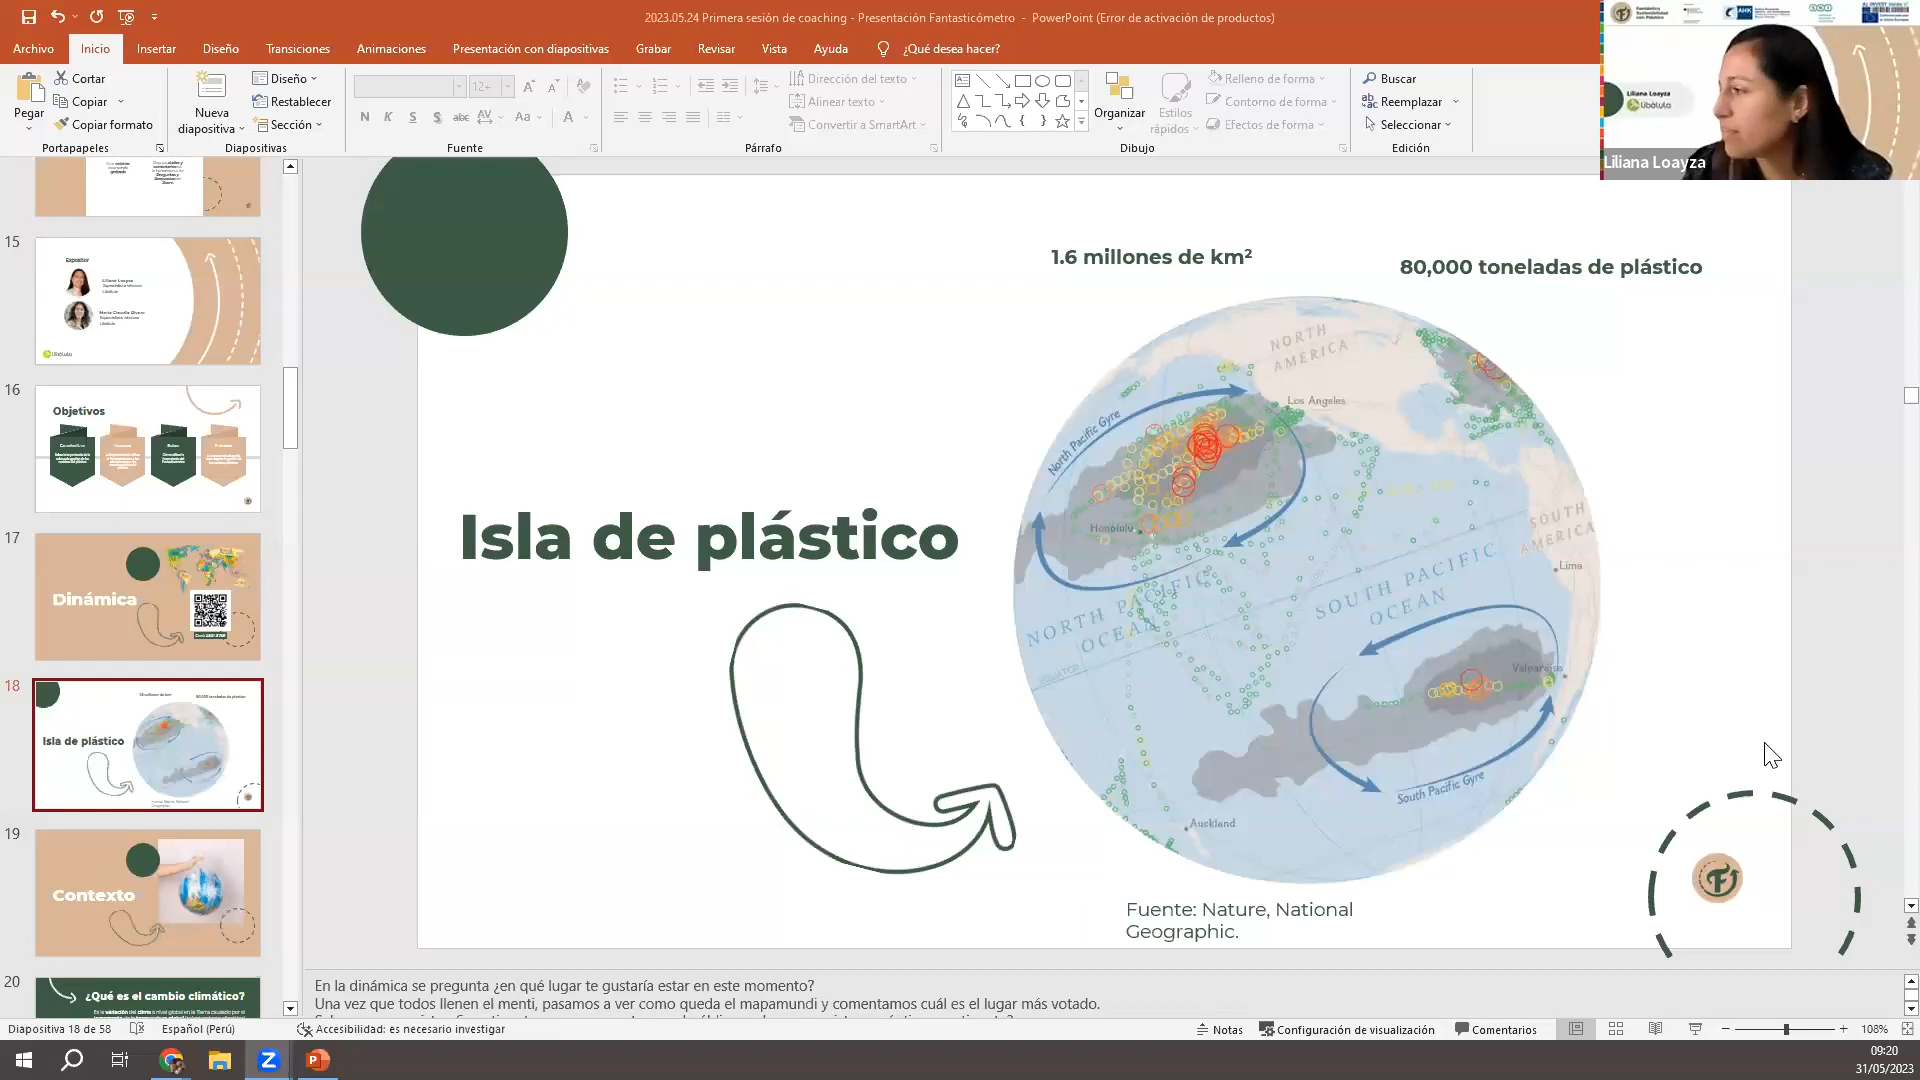 2023.05.24 Primera sesión de coaching - Presentación Fantasticómetro - PowerPoint (Error de activación de productos)
Archivo Inicio Insertar Diseño Transiciones Animaciones Presentación con diapositivas Grabar Revisar Vista Ayuda ¿Qué desea hacer?
Pegar
Cortar
Copiar
Copiar formato
Portapapeles
Nueva
diapositiva
Diseño
Restablecer
Sección
Diapositivas
12+
N K S S abc AV Aa A
Fuente
Párrafo
Dirección del texto
Alinear texto
Convertir a SmartArt
Organizar
Estilos
rápidos
Relleno de forma
Contorno de forma
Efectos de forma
Dibujo
Buscar
Reemplazar
Seleccionar
Edición
Liliana Loayza
Libélula
Liliana Loayza
15
Expositor
Libélula
16
Objetivos
17
Dinámica
18
Isla de plástico
19
Contexto
20
¿Qué es el cambio climático?
1.6 millones de km²
80,000 toneladas de plástico
Isla de plástico
NORTH
AMERICA
Los Angeles
North Pacific Gyre
Honolulu
SOUTH
AMERICA
Lima
NORTH PACIFIC
OCEAN
SOUTH PACIFIC
OCEAN
EQUATOR
Valparaiso
South Pacific Gyre
Auckland
Fuente: Nature, National
Geographic.
En la dinámica se pregunta ¿en qué lugar te gustaría estar en este momento?
Una vez que todos llenen el menti, pasamos a ver como queda el mapamundi y comentamos cuál es el lugar más votado.
Diapositiva 18 de 58 Español (Perú) Accesibilidad: es necesario investigar Notas Configuración de visualización Comentarios 108%
09:20
31/05/2023